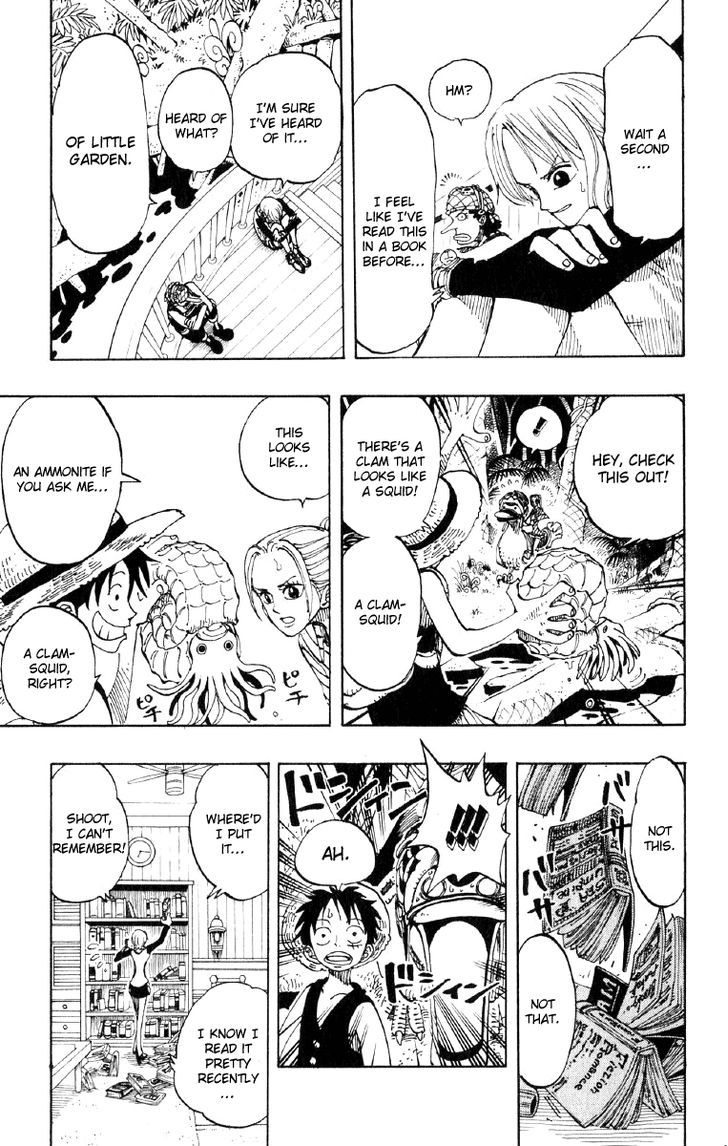 WAIT A
SECOND
...
I FEEL
LIKE I'VE
READ THIS
IN A BOOK
BEFORE...
HM?
I'M SURE
I'VE HEARD
OF IT...
HEARD OF
WHAT?
OF LITTLE
GARDEN.
HEY, CHECK
THIS OUT!
!
THERE'S A
CLAM THAT
LOOKS LIKE
A SQUID!
A CLAM-
SQUID!
THIS
LOOKS
LIKE...
AN AMMONITE IF
YOU ASK ME...
A CLAM-
SQUID,
RIGHT?
ピチ
ピチ
NOT
THIS.
バ
バ
NOT
THAT.
!!!
ドシィン
AH.
ドシィン
WHERE'D
I PUT
IT...
SHOOT,
I CAN'T
REMEMBER!
I KNOW I
READ IT
PRETTY
RECENTLY
...